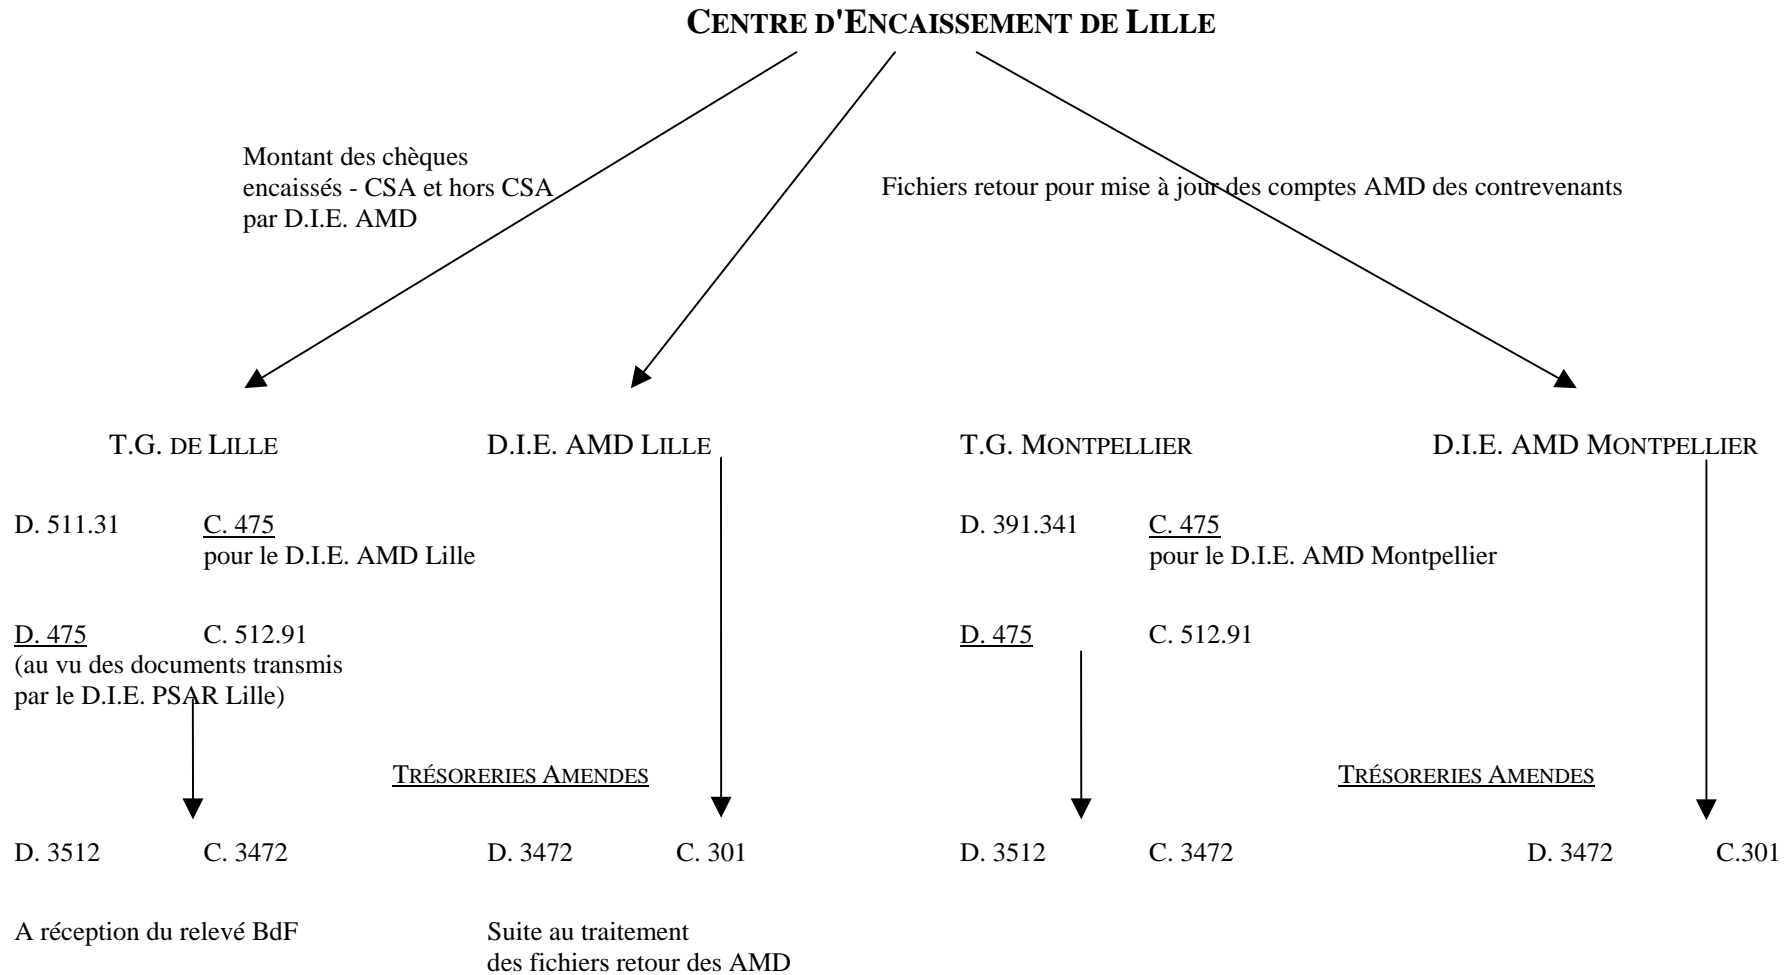 CENTRE D'ENCAISSEMENT DE LILLE
Montant des chèques
encaissés - CSA et hors CSA
par D.I.E. AMD
Fichiers retour pour mise à jour des comptes AMD des contrevenants
T.G. DE LILLE
D.I.E. AMD LILLE
T.G. MONTPELLIER
D.I.E. AMD MONTPELLIER
D. 511.31
C. 475
pour le D.I.E. AMD Lille
D. 391.341
C. 475
pour le D.I.E. AMD Montpellier
D. 475
C. 512.91
(au vu des documents transmis
par le D.I.E. PSAR Lille)
D. 475
C. 512.91
TRÉSORERIES AMENDES
TRÉSORERIES AMENDES
D. 3512
C. 3472
D. 3472
C. 301
D. 3512
C. 3472
D. 3472
C.301
A réception du relevé BdF
Suite au traitement
des fichiers retour des AMD